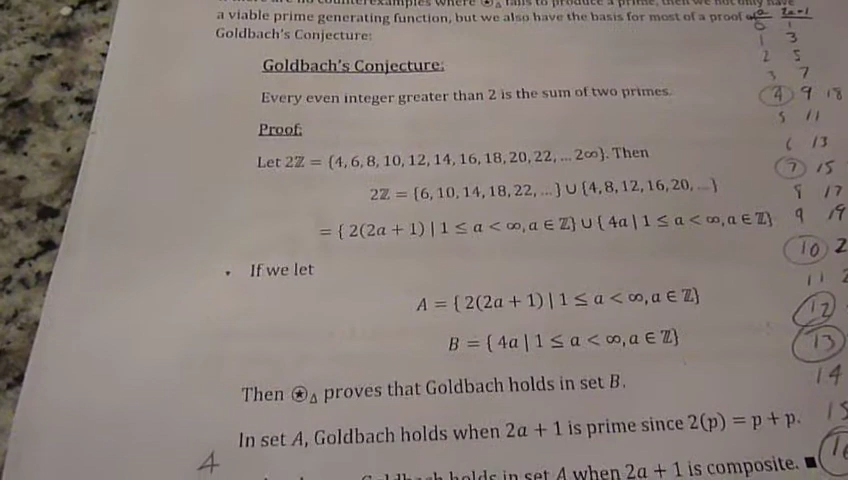 a viable prime generating function, but we also have the basis for most of a proof of
Goldbach's Conjecture:
Goldbach's Conjecture:
Every even integer greater than 2 is the sum of two primes.
Proof:
Let 2ℤ = {4, 6, 8, 10, 12, 14, 16, 18, 20, 22, … 2∞}. Then
2ℤ = {6, 10, 14, 18, 22, … } ∪ {4, 8, 12, 16, 20, … }
= { 2(2a + 1) | 1 ≤ a < ∞, a ∈ ℤ} ∪ { 4a | 1 ≤ a < ∞, a ∈ ℤ}
• If we let
A = { 2(2a + 1) | 1 ≤ a < ∞, a ∈ ℤ}
B = { 4a | 1 ≤ a < ∞, a ∈ ℤ}
Then ⍟Δ proves that Goldbach holds in set B.
In set A, Goldbach holds when 2a + 1 is prime since 2(p) = p + p.
Goldbach holds in set A when 2a + 1 is composite. ■
4
0 1
1 3
2 5
3 7
4 9 18
5 11
6 13
7 15
8 17
9 19
10 2
11 2
12
13
14
15
16